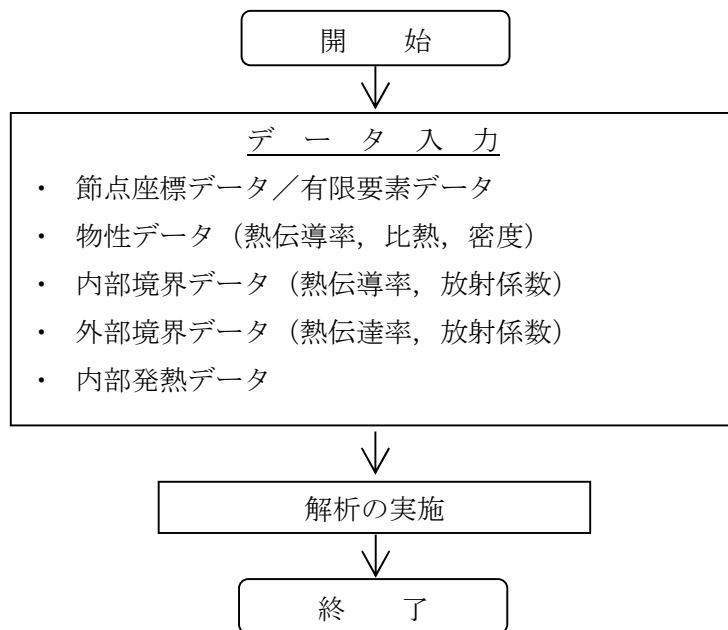 開　始
データ入力
・ 節点座標データ／有限要素データ
・ 物性データ（熱伝導率，比熱，密度）
・ 内部境界データ（熱伝導率，放射係数）
・ 外部境界データ（熱伝達率，放射係数）
・ 内部発熱データ
解析の実施
終　了